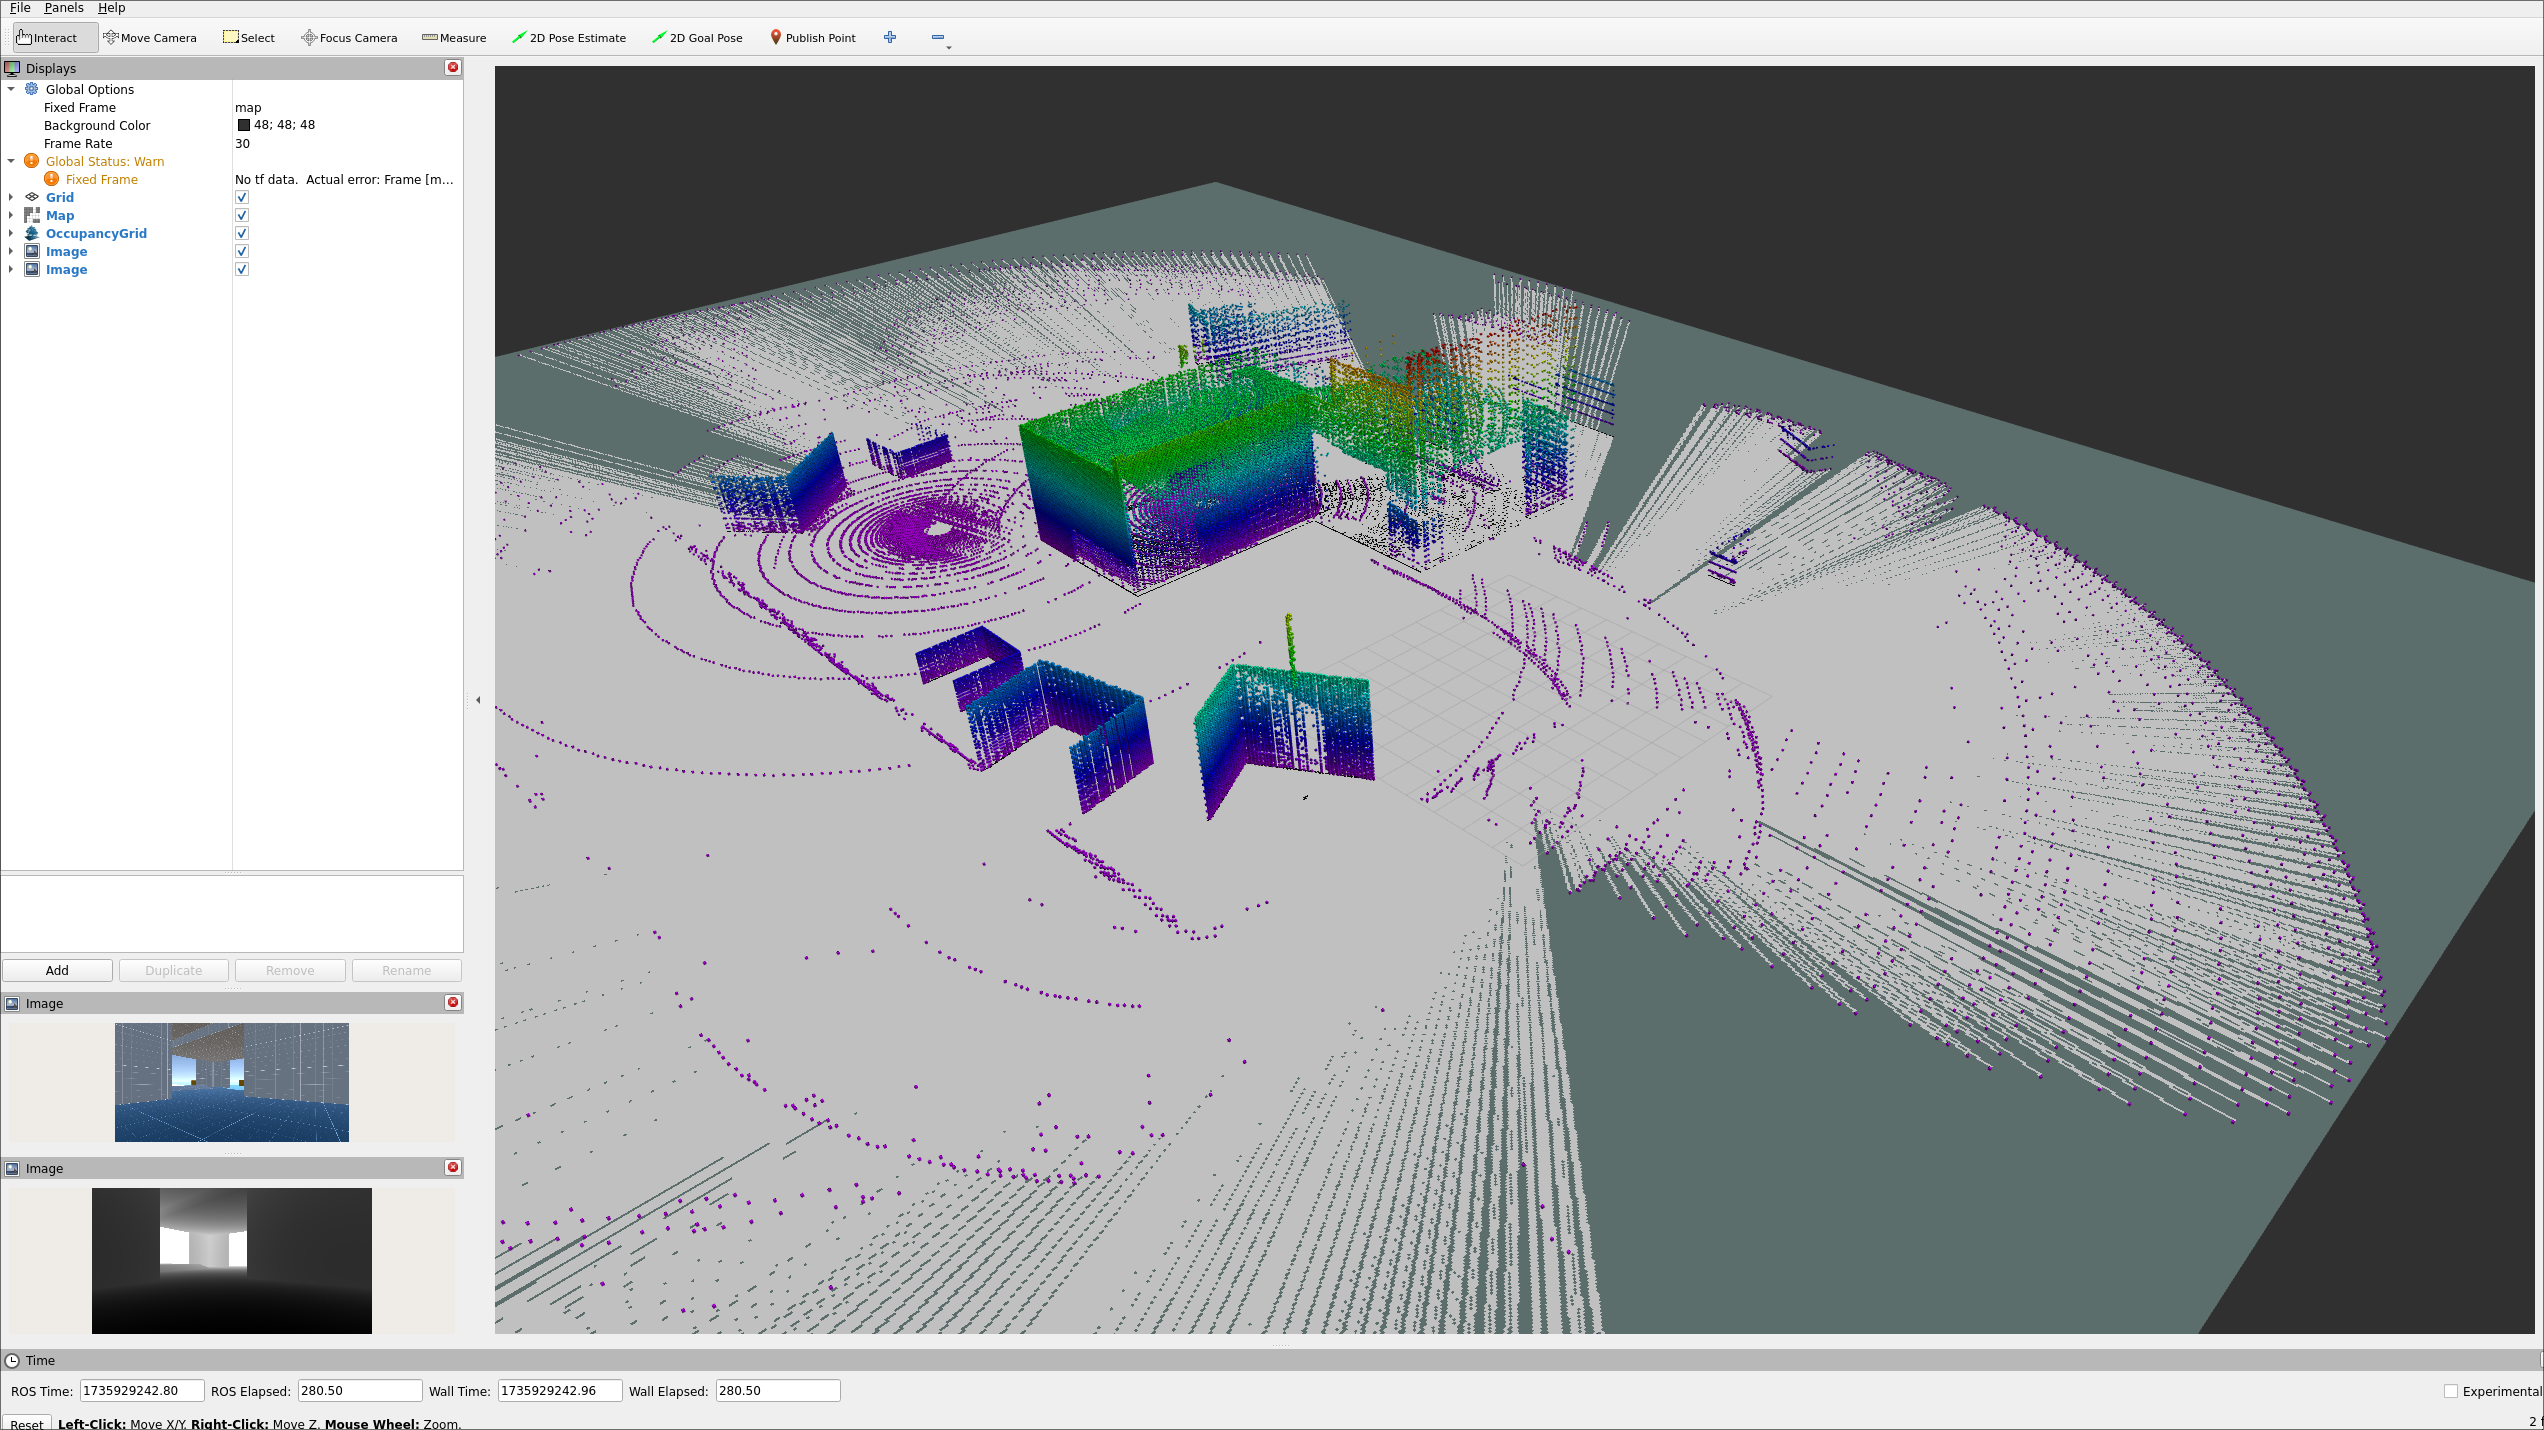 File Panels Help
Interact Move Camera Select Focus Camera Measure 2D Pose Estimate 2D Goal Pose Publish Point
Displays
Global Options
Fixed Frame map
Background Color 48; 48; 48
Frame Rate 30
Global Status: Warn
Fixed Frame No tf data.  Actual error: Frame [m...
Grid
Map
OccupancyGrid
Image
Image
Add Duplicate Remove Rename
Image
Image
Time
ROS Time: 1735929242.80 ROS Elapsed: 280.50 Wall Time: 1735929242.96 Wall Elapsed: 280.50 Experimental
Reset Left-Click: Move X/Y. Right-Click: Move Z. Mouse Wheel: Zoom. 2 f